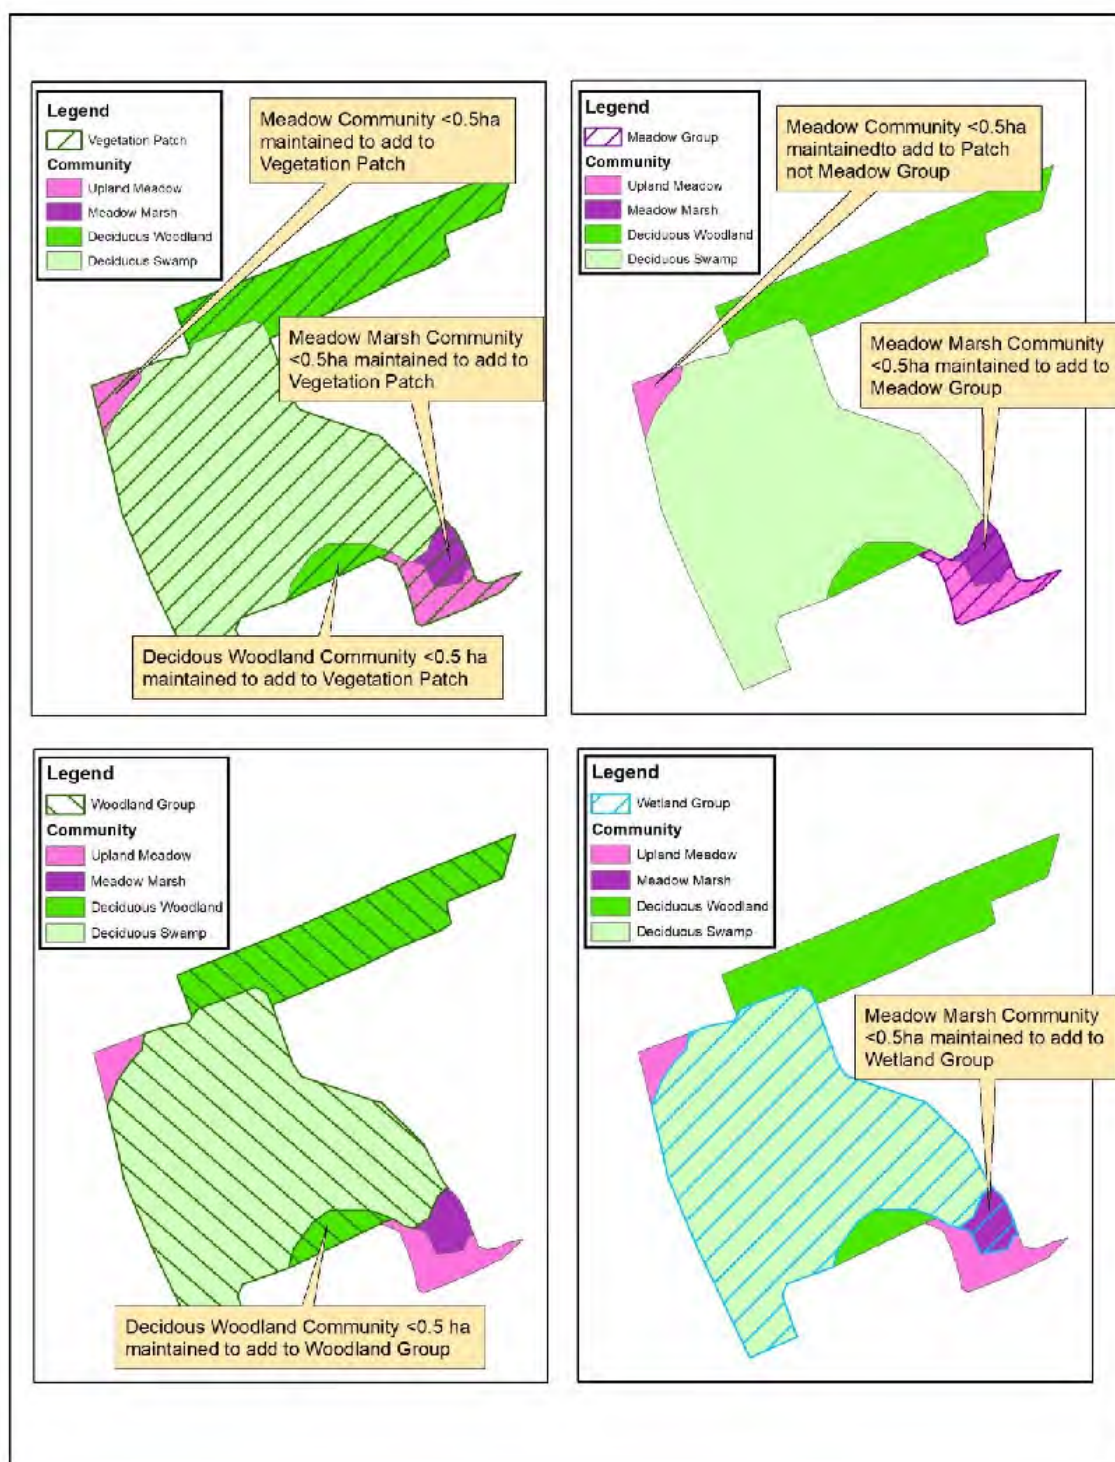 Legend
Vegetation Patch
Community
Upland Meadow
Meadow Marsh
Deciduous Woodland
Deciduous Swamp
Meadow Community <0.5ha
maintained to add to
Vegetation Patch
Meadow Marsh Community
<0.5ha maintained to add to
Vegetation Patch
Decidous Woodland Community <0.5 ha
maintained to add to Vegetation Patch
Legend
Meadow Group
Community
Upland Meadow
Meadow Marsh
Deciduous Woodland
Deciduous Swamp
Meadow Community <0.5ha
maintainedto add to Patch
not Meadow Group
Meadow Marsh Community
<0.5ha maintained to add to
Meadow Group
Legend
Woodland Group
Community
Upland Meadow
Meadow Marsh
Deciduous Woodland
Deciduous Swamp
Decidous Woodland Community <0.5 ha
maintained to add to Woodland Group
Legend
Wetland Group
Community
Upland Meadow
Meadow Marsh
Deciduous Woodland
Deciduous Swamp
Meadow Marsh Community
<0.5ha maintained to add to
Wetland Group